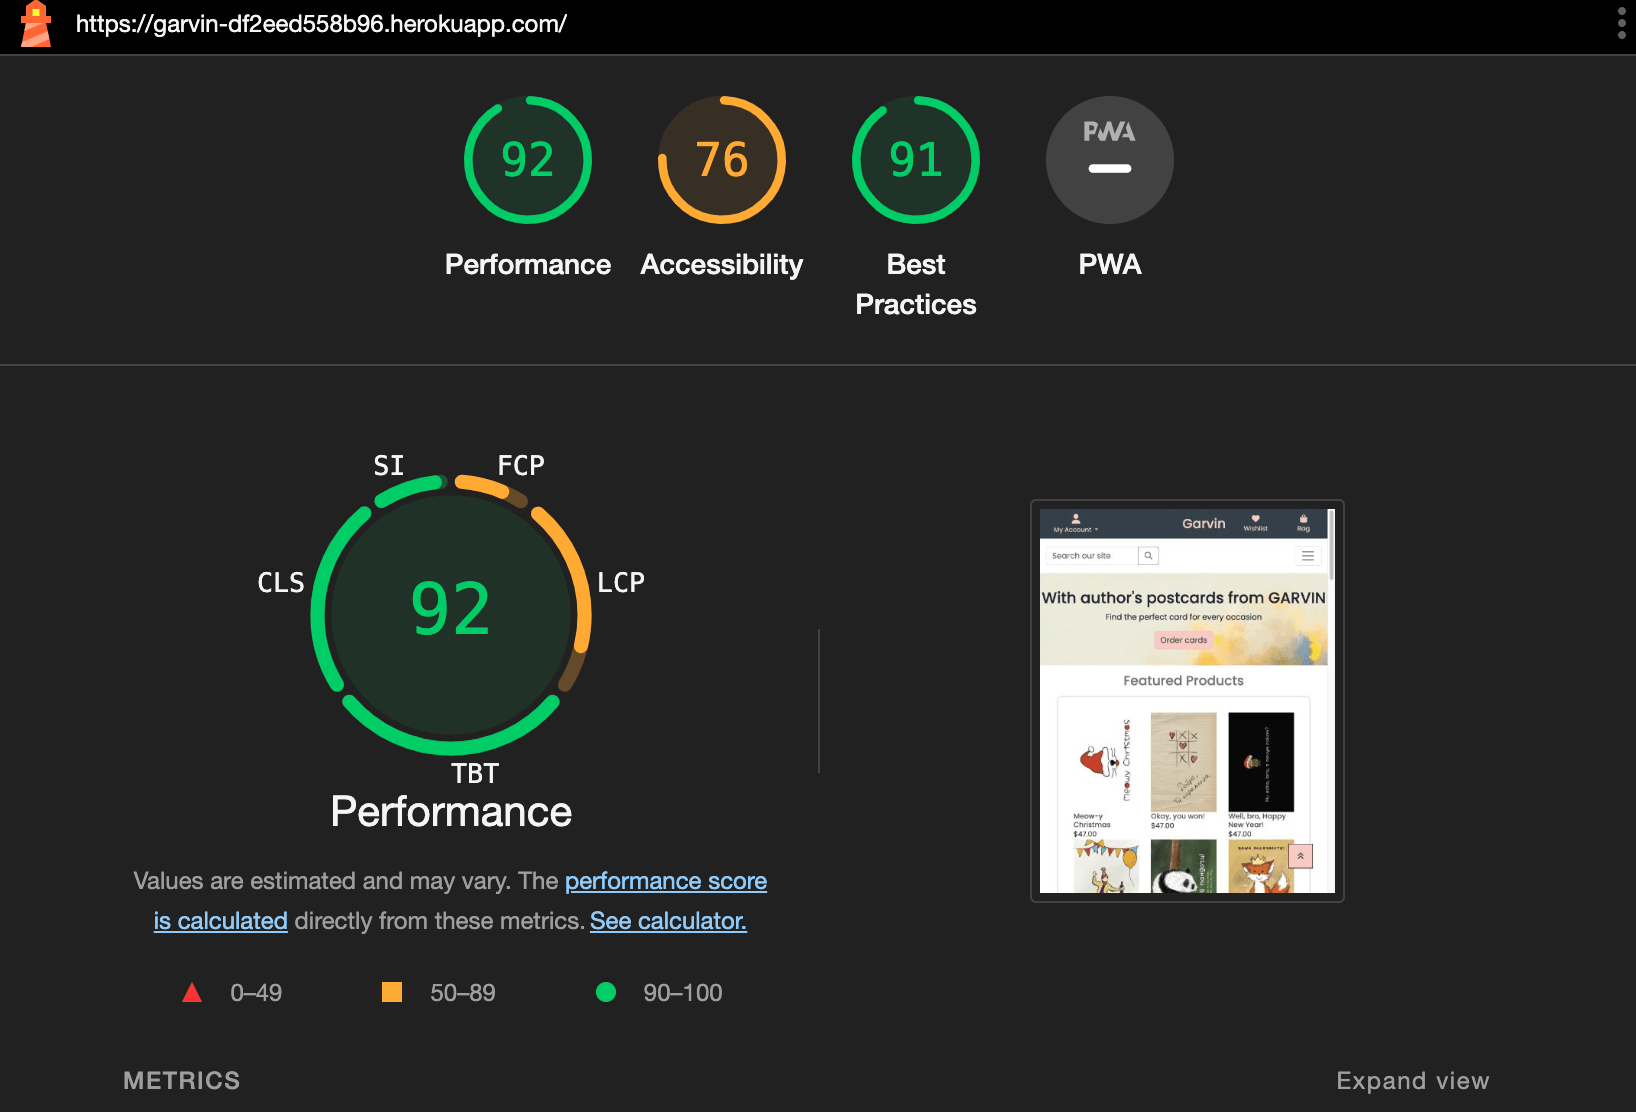 https://garvin-df2eed558b96.herokuapp.com/
92
76
91
PWA
Performance
Accessibility
Best
Practices
PWA
SI
FCP
CLS
LCP
92
TBT
Performance
Values are estimated and may vary. The performance score
is calculated directly from these metrics. See calculator.
0–49
50–89
90–100
My Account
Garvin
Wishlist
Bag
Search our site
With author's postcards from GARVIN
Find the perfect card for every occasion
Order cards
Featured Products
Meowy Christmas
Meow-y
Christmas
$47.00
Okay, you won!
$47.00
Well, bro, Happy
New Year!
$47.00
METRICS
Expand view